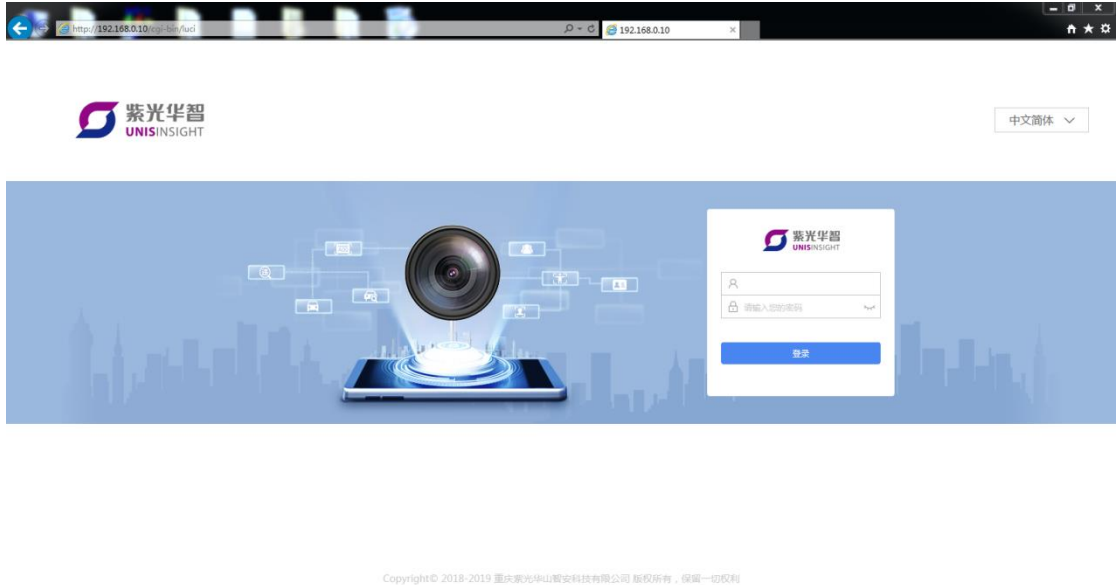 http://192.168.0.10/cgi-bin/luci
192.168.0.10
紫光华智
UNISINSIGHT
中文简体
紫光华智
UNISINSIGHT
请输入您的密码
登录
Copyright© 2018-2019 重庆紫光华山智安科技有限公司 版权所有，保留一切权利